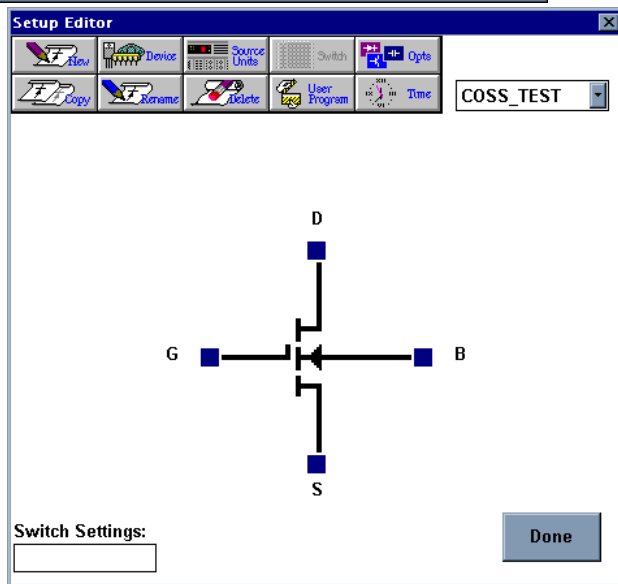 Setup Editor
New Device Source Units Switch Opts
Copy Rename Delete User Program Time
COSS_TEST
D
G B
S
Switch Settings:
Done